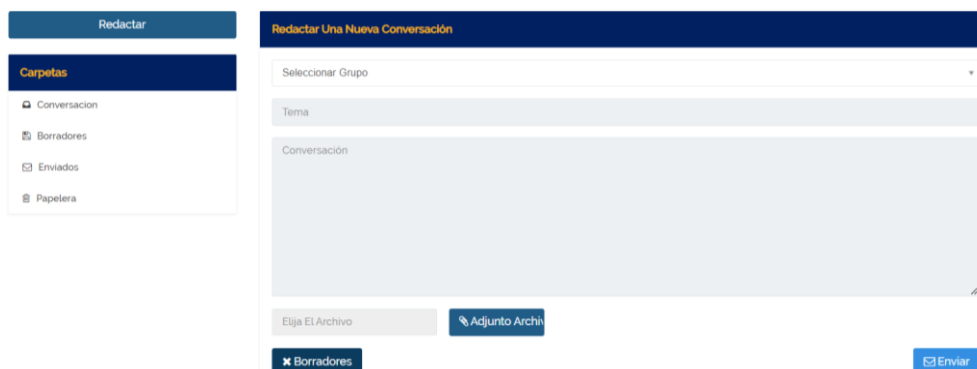 Redactar
Carpetas
Conversacion
Borradores
Enviados
Papelera
Redactar Una Nueva Conversación
Seleccionar Grupo
Tema
Conversación
Elija El Archivo
Adjunto Archiv
Borradores
Enviar